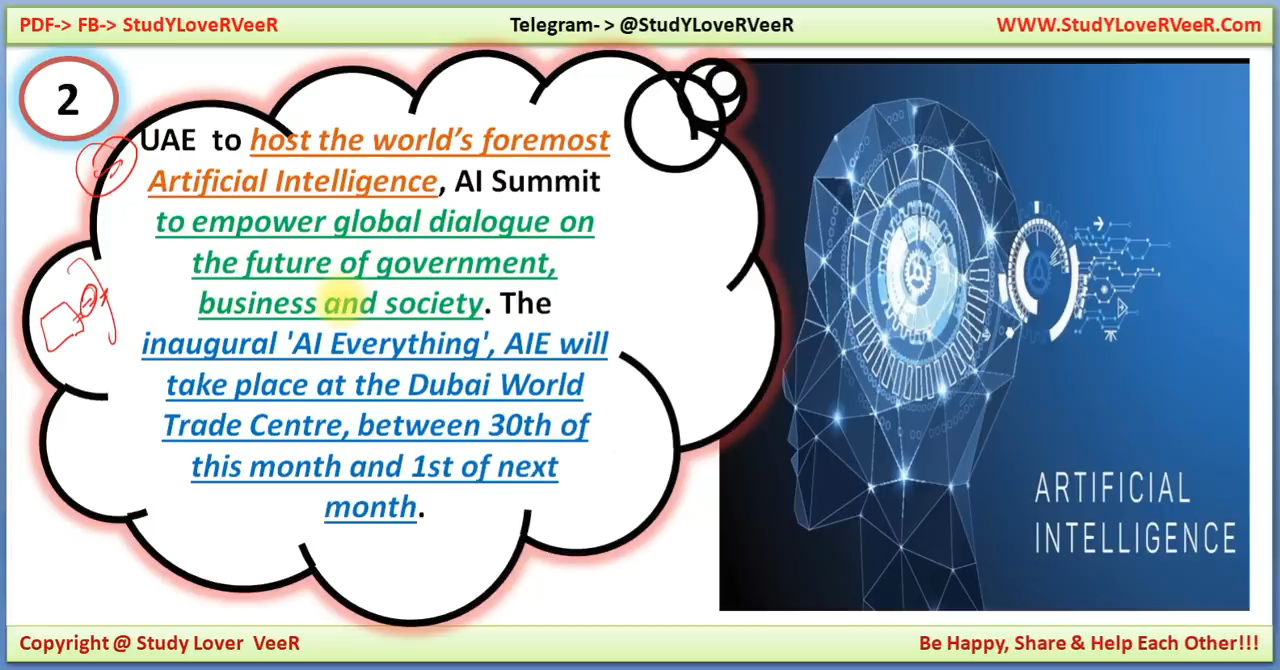 PDF-> FB-> StudYLoveRVeeR
Telegram- > @StudYLoveRVeeR
WWW.StudYLoveRVeeR.Com
2
UAE to host the world's foremost
Artificial Intelligence, AI Summit
to empower global dialogue on
the future of government,
business and society. The
inaugural 'AI Everything', AIE will
take place at the Dubai World
Trade Centre, between 30th of
this month and 1st of next
month.
ARTIFICIAL
INTELLIGENCE
Copyright @ Study Lover VeeR
Be Happy, Share & Help Each Other!!!